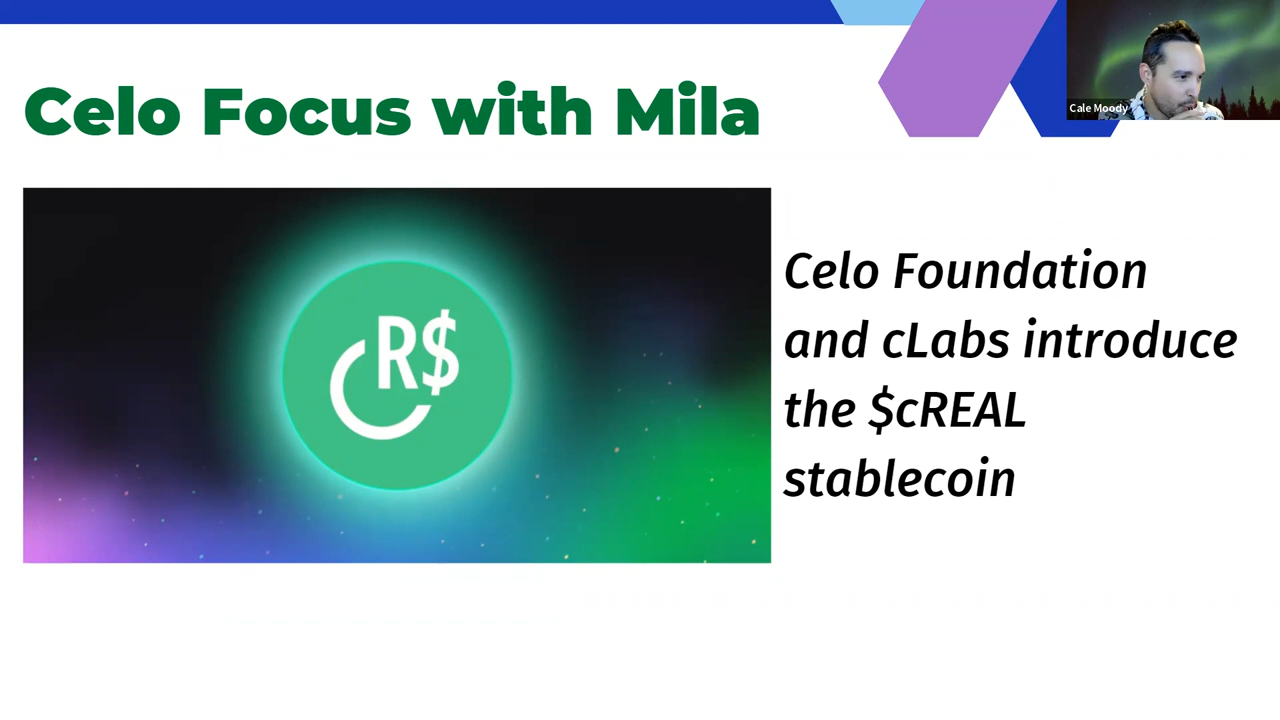 Celo Focus with Mila
Cale Moody
R$
Celo Foundation
and cLabs introduce
the $cREAL
stablecoin